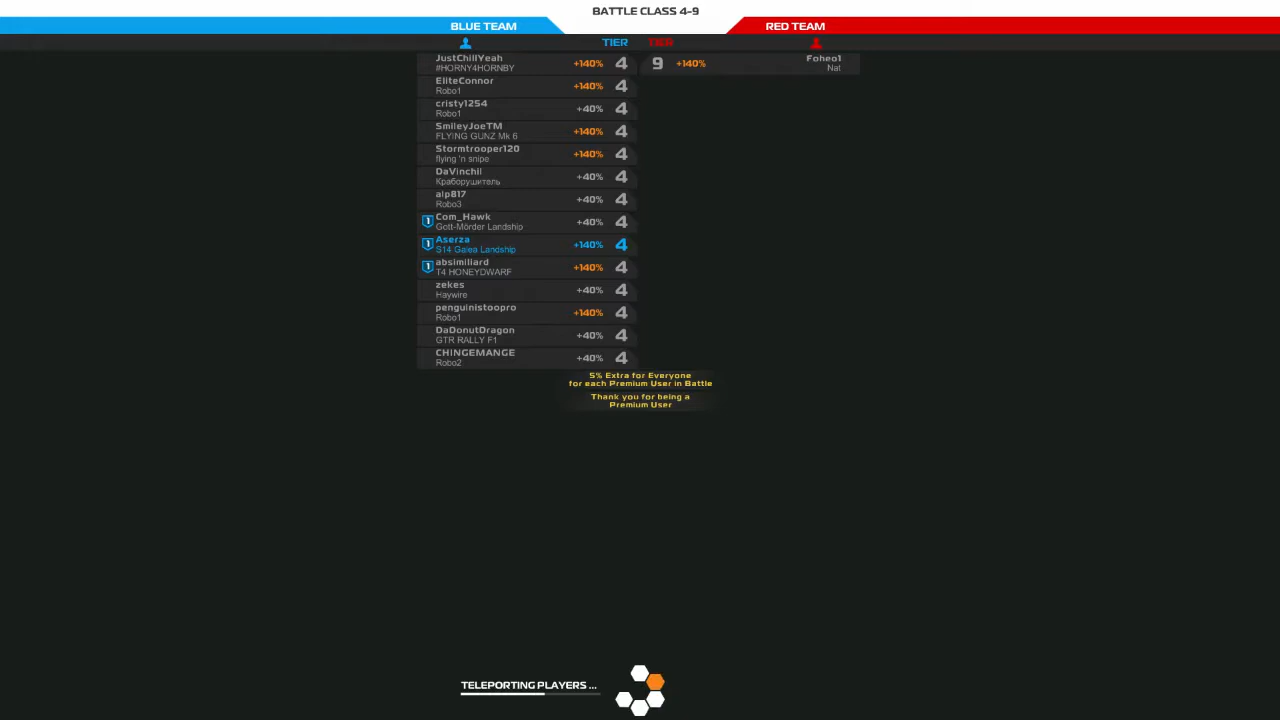 BATTLE CLASS 4-9
BLUE TEAM
RED TEAM
TIER
TIER
JustChillYeah +140% 4
#HORNY4HORNBY
9 +140% Foheo1
Nat
EliteConnor +140% 4
Robo1
cristy1254 +40% 4
Robo1
SmileyJoeTM +140% 4
FLYING GUNZ Mk 6
Stormtrooper120 +140% 4
flying 'n snipe
DaVinchil +40% 4
Краборушитель
alp817 +40% 4
Robo3
1 Com_Hawk +40% 4
Gott-Mörder Landship
1 Aserza +140% 4
S14 Galea Landship
1 absimiliard +140% 4
T4 HONEYDWARF
zekes +40% 4
Haywire
penguinistoopro +140% 4
Robo1
DaDonutDragon +40% 4
GTR RALLY F1
CHINGEMANGE +40% 4
Robo2
5% Extra for Everyone
for each Premium User in Battle
Thank you for being a
Premium User
TELEPORTING PLAYERS ...